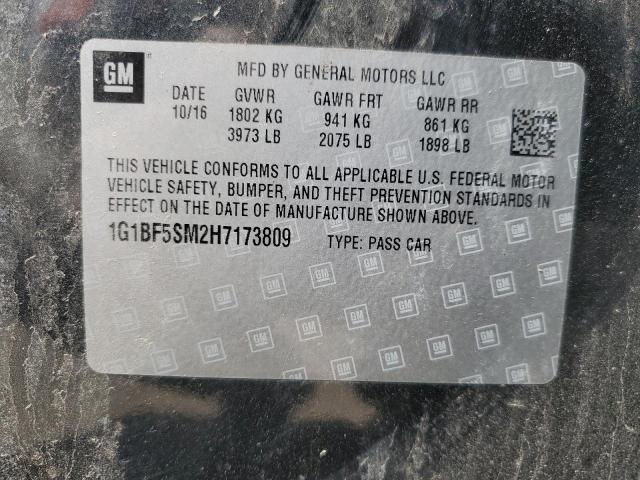 GM
MFD BY GENERAL MOTORS LLC
DATE GVWR GAWR FRT GAWR RR
10/16 1802 KG 941 KG 861 KG
3973 LB 2075 LB 1898 LB
THIS VEHICLE CONFORMS TO ALL APPLICABLE U.S. FEDERAL MOTOR
VEHICLE SAFETY, BUMPER, AND THEFT PREVENTION STANDARDS IN
EFFECT ON THE DATE OF MANUFACTURE SHOWN ABOVE.
1G1BF5SM2H7173809 TYPE: PASS CAR